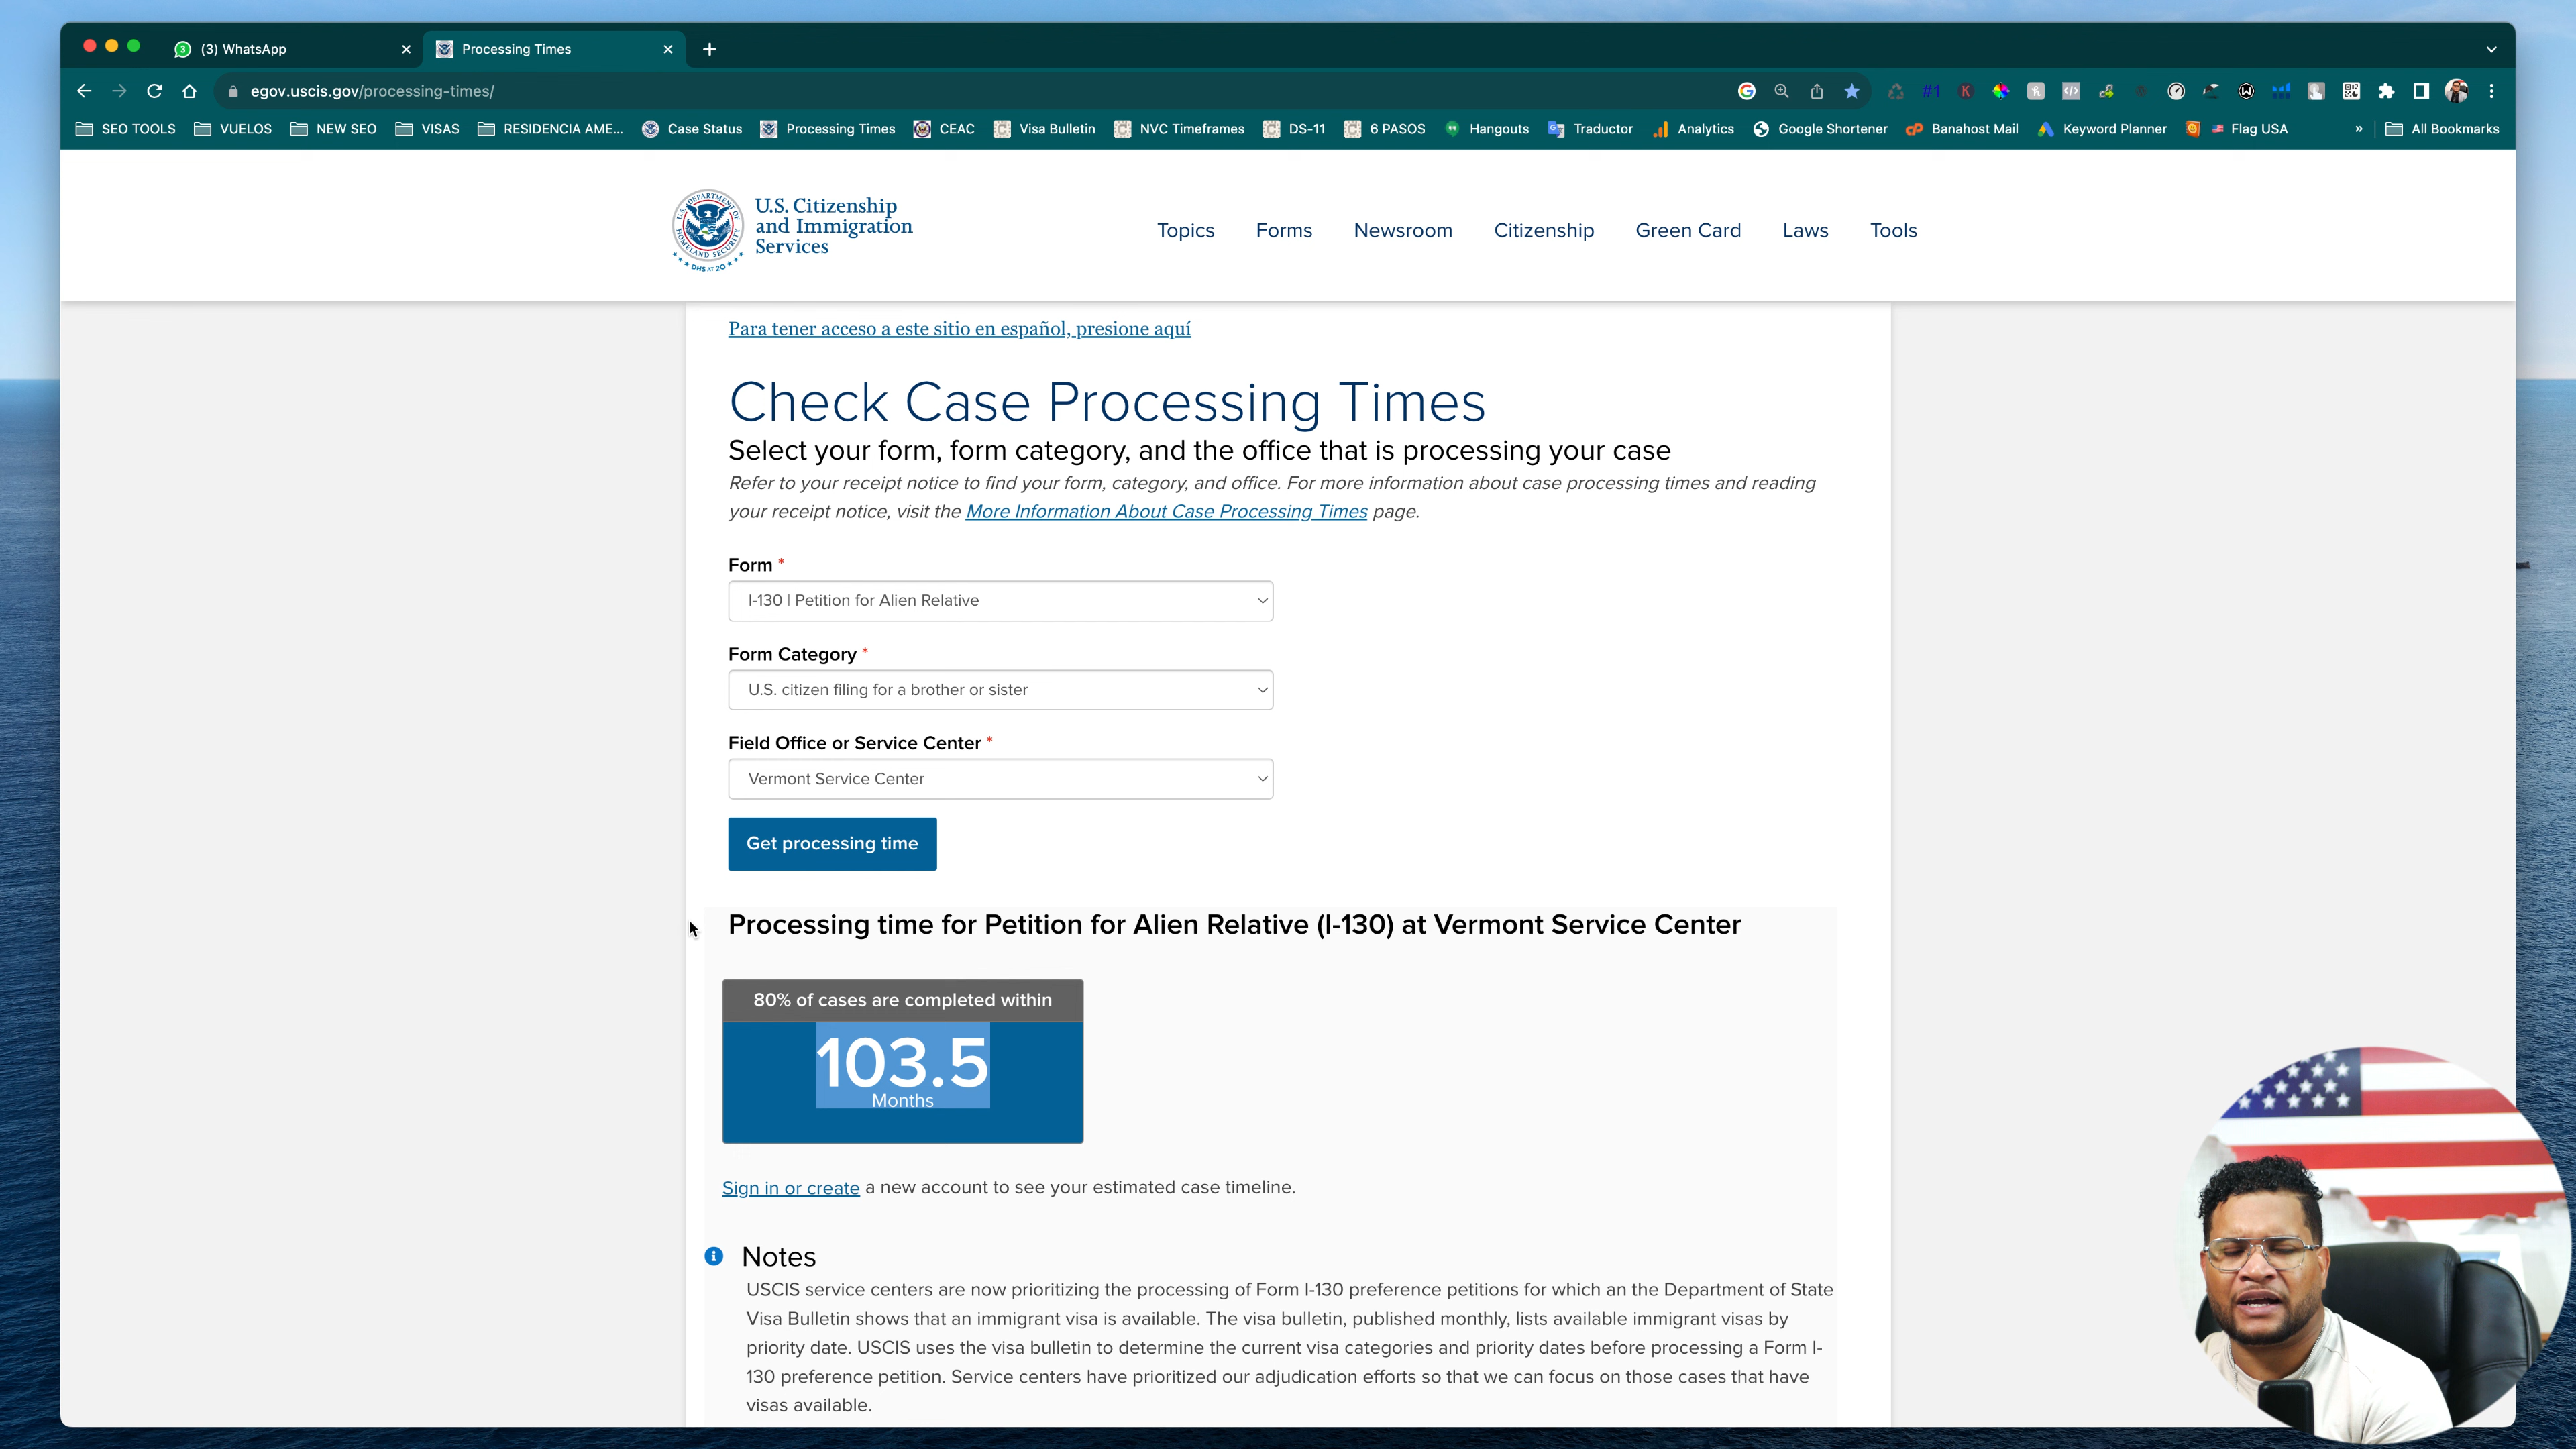 (3) WhatsApp
Processing Times
egov.uscis.gov/processing-times/
#1
SEO TOOLS
VUELOS
NEW SEO
VISAS
RESIDENCIA AME...
Case Status
Processing Times
CEAC
Visa Bulletin
NVC Timeframes
DS-11
6 PASOS
Hangouts
Traductor
Analytics
Google Shortener
Banahost Mail
Keyword Planner
Flag USA
»
All Bookmarks
U.S. Citizenship
and Immigration
Services
DHS AT 20
Topics
Forms
Newsroom
Citizenship
Green Card
Laws
Tools
Para tener acceso a este sitio en español, presione aquí
Check Case Processing Times
Select your form, form category, and the office that is processing your case
Refer to your receipt notice to find your form, category, and office. For more information about case processing times and reading
your receipt notice, visit the More Information About Case Processing Times page.
Form *
I-130 | Petition for Alien Relative
Form Category *
U.S. citizen filing for a brother or sister
Field Office or Service Center *
Vermont Service Center
Get processing time
Processing time for Petition for Alien Relative (I-130) at Vermont Service Center
80% of cases are completed within
103.5
Months
Sign in or create a new account to see your estimated case timeline.
Notes
USCIS service centers are now prioritizing the processing of Form I-130 preference petitions for which an the Department of State
Visa Bulletin shows that an immigrant visa is available. The visa bulletin, published monthly, lists available immigrant visas by
priority date. USCIS uses the visa bulletin to determine the current visa categories and priority dates before processing a Form I-
130 preference petition. Service centers have prioritized our adjudication efforts so that we can focus on those cases that have
visas available.